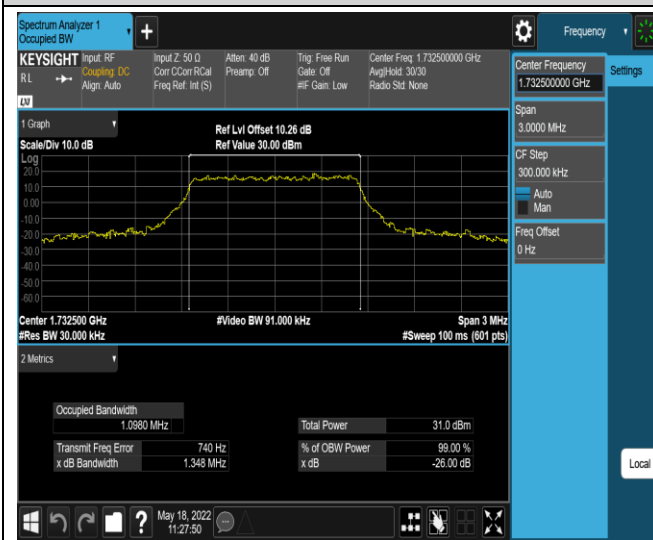 Spectrum Analyzer 1
Occupied BW
Frequency
KEYSIGHT
RL
Input: RF
Coupling: DC
Align: Auto
Input Z: 50 Ω
Corr CCorr RCal
Freq Ref: Int (S)
Atten: 40 dB
Preamp: Off
Trig: Free Run
Gate: Off
#IF Gain: Low
Center Freq: 1.732500000 GHz
Avg|Hold: 30/30
Radio Std: None
LXI
1 Graph
Scale/Div 10.0 dB
Ref Lvl Offset 10.26 dB
Ref Value 30.00 dBm
Log
20.0
10.0
0.00
-10.0
-20.0
-30.0
-40.0
-50.0
-60.0
Center 1.732500 GHz
#Res BW 30.000 kHz
#Video BW 91.000 kHz
Span 3 MHz
#Sweep 100 ms (601 pts)
2 Metrics
Occupied Bandwidth
1.0980 MHz
Transmit Freq Error 740 Hz
x dB Bandwidth 1.348 MHz
Total Power 31.0 dBm
% of OBW Power 99.00 %
x dB -26.00 dB
Center Frequency
1.732500000 GHz
Settings
Span
3.0000 MHz
CF Step
300.000 kHz
Auto
Man
Freq Offset
0 Hz
Local
May 18, 2022
11:27:50